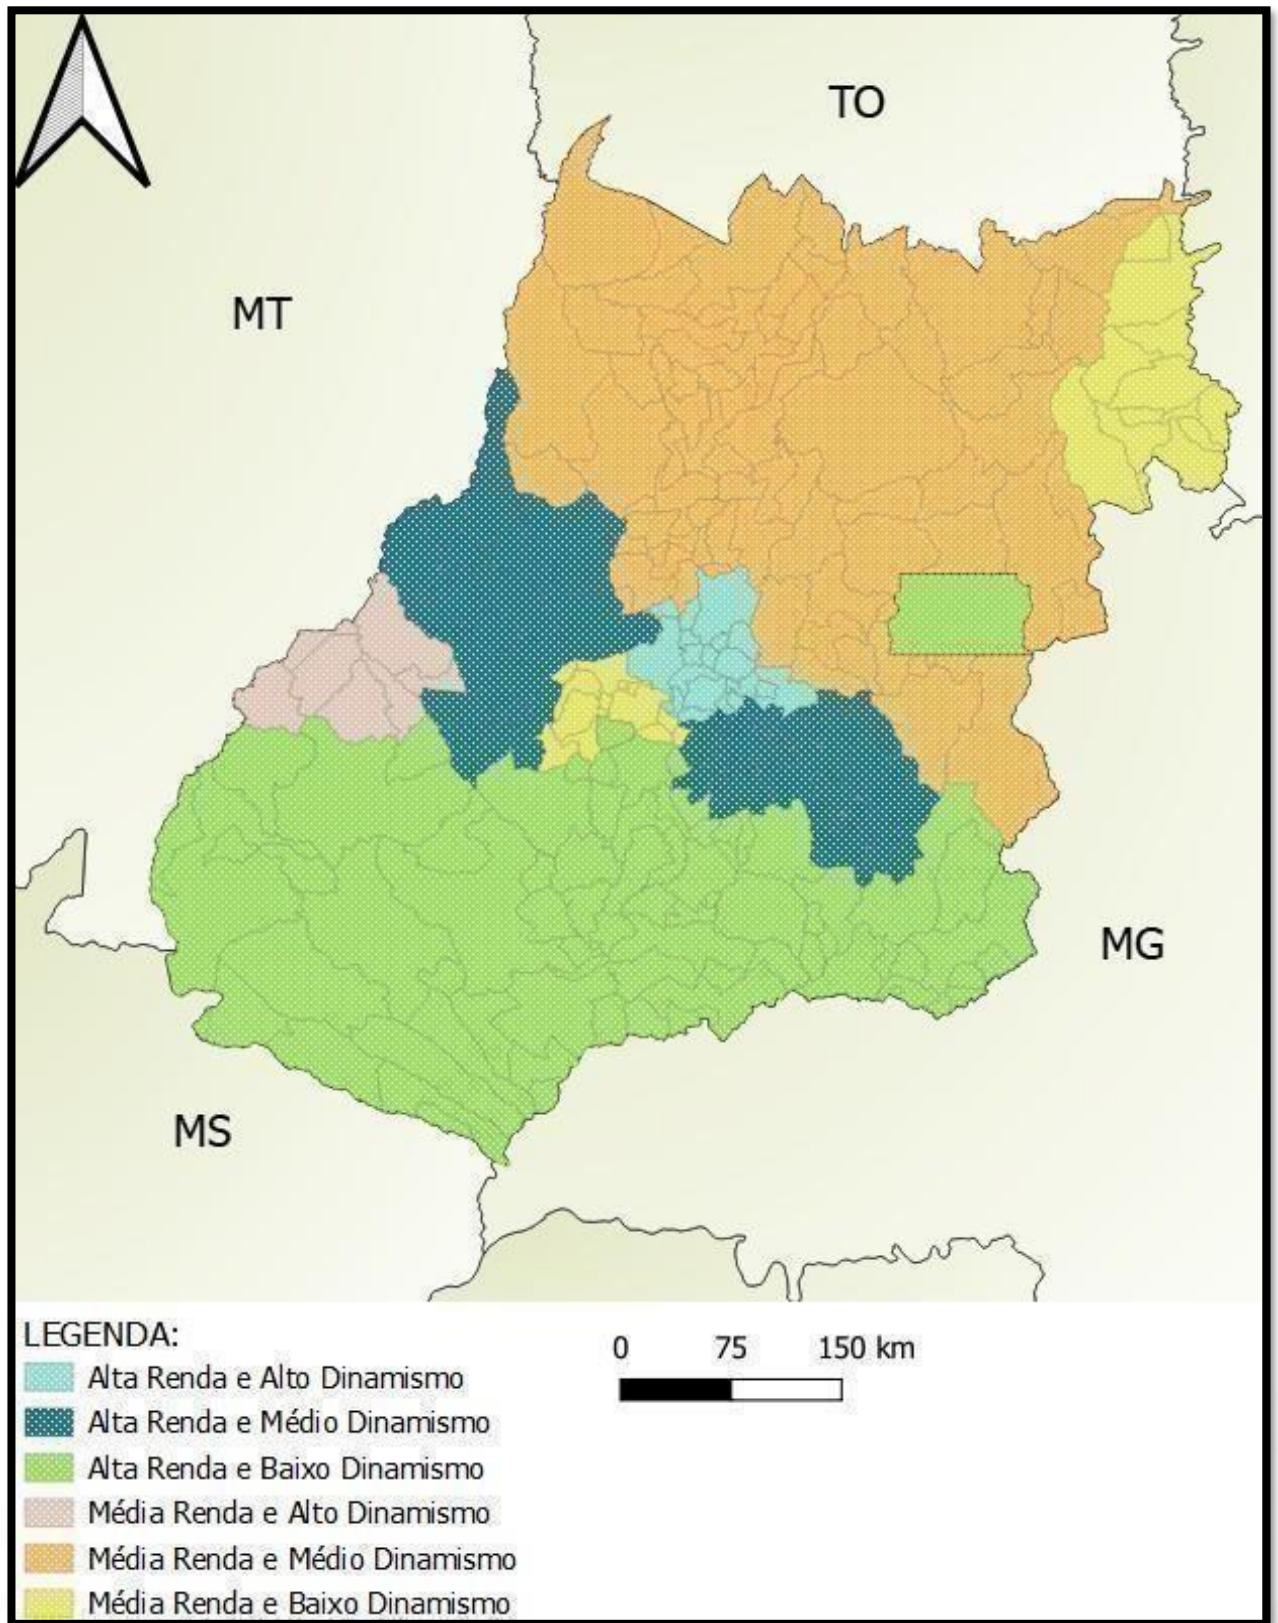 TO
MT
MG
MS
LEGENDA:
0 75 150 km
Alta Renda e Alto Dinamismo
Alta Renda e Médio Dinamismo
Alta Renda e Baixo Dinamismo
Média Renda e Alto Dinamismo
Média Renda e Médio Dinamismo
Média Renda e Baixo Dinamismo